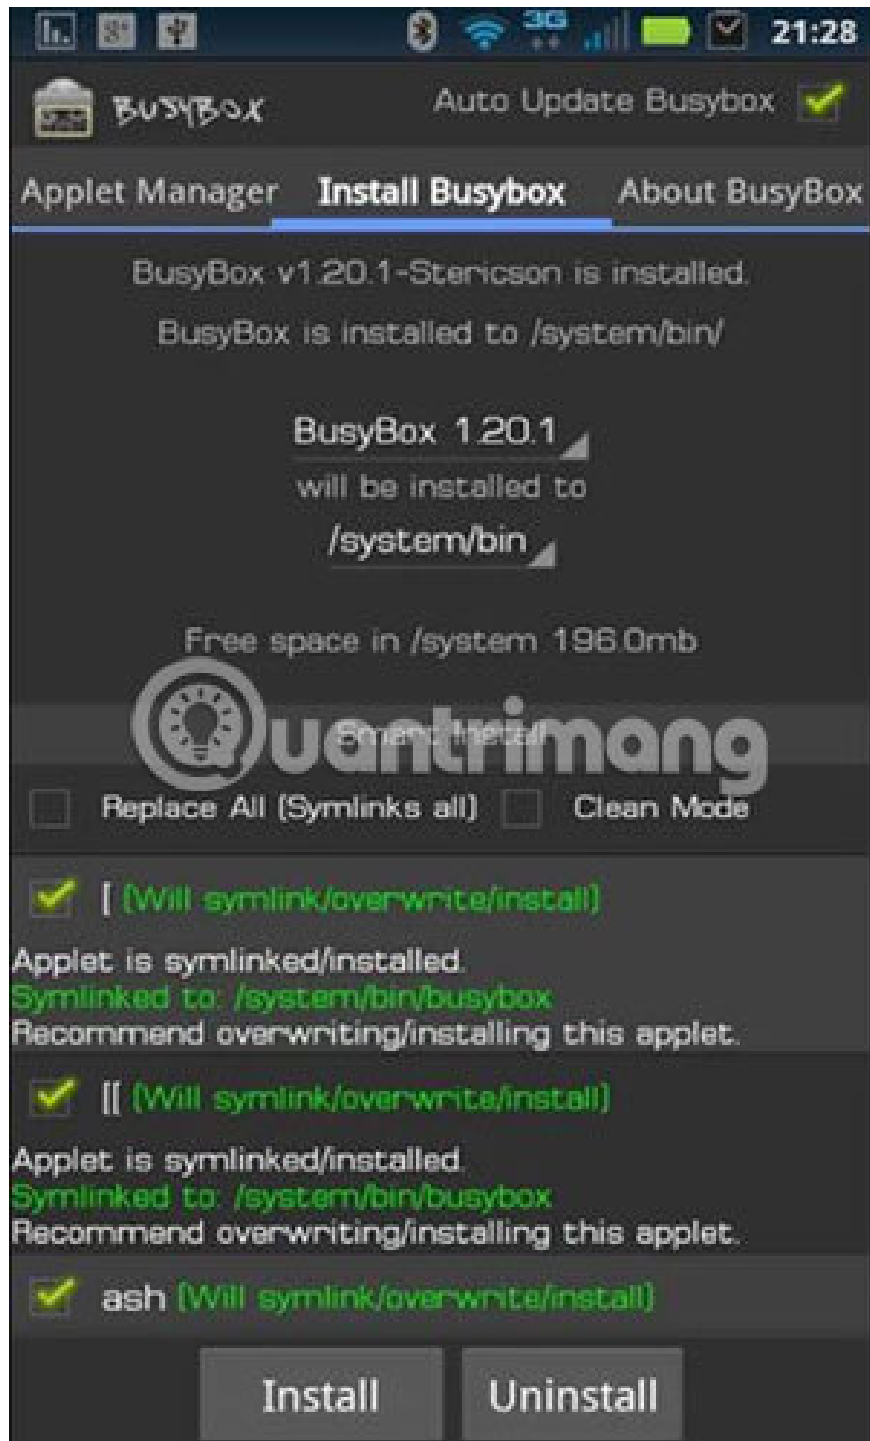 3G 21:28
BUSYBOX Auto Update Busybox
Applet Manager Install Busybox About BusyBox
BusyBox v1.20.1-Stericson is installed.
BusyBox is installed to /system/bin/
BusyBox 1.20.1
will be installed to
/system/bin
Free space in /system 196.0mb
Smart Install
Quantrimang
Replace All (Symlinks all) Clean Mode
[ (Will symlink/overwrite/install)
Applet is symlinked/installed.
Symlinked to: /system/bin/busybox
Recommend overwriting/installing this applet.
[[ (Will symlink/overwrite/install)
Applet is symlinked/installed.
Symlinked to: /system/bin/busybox
Recommend overwriting/installing this applet.
ash (Will symlink/overwrite/install)
Install Uninstall